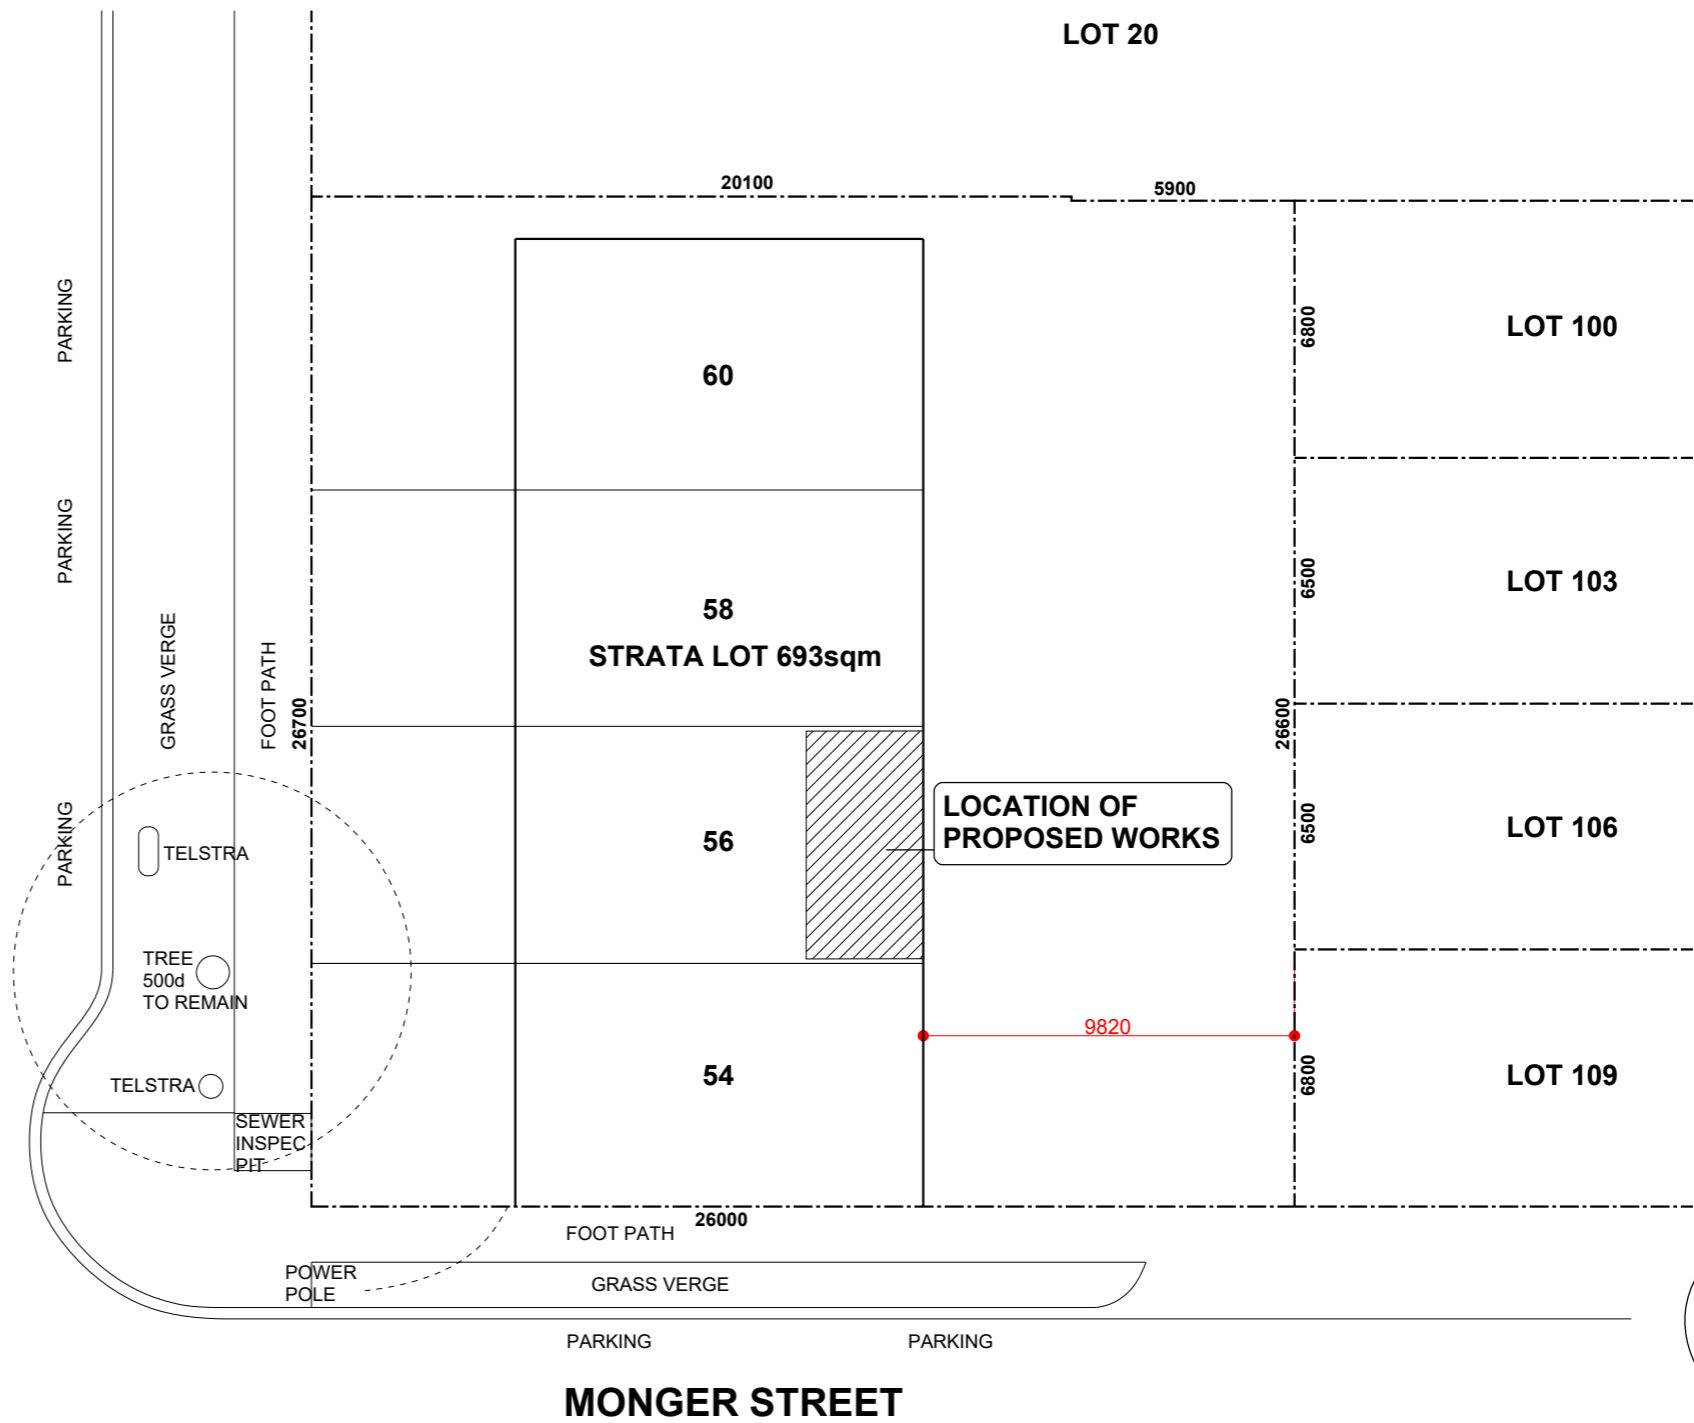 LOT 20
20100
5900
PARKING
6800
LOT 100
60
PARKING
6500
LOT 103
58
STRATA LOT 693sqm
GRASS VERGE
FOOT PATH
26700
26600
LOCATION OF
PROPOSED WORKS
56
6500
LOT 106
PARKING
TELSTRA
TREE
500d
TO REMAIN
9820
54
6800
LOT 109
TELSTRA
SEWER
INSPEC
PIT
26000
FOOT PATH
POWER
POLE
GRASS VERGE
PARKING
PARKING
MONGER STREET